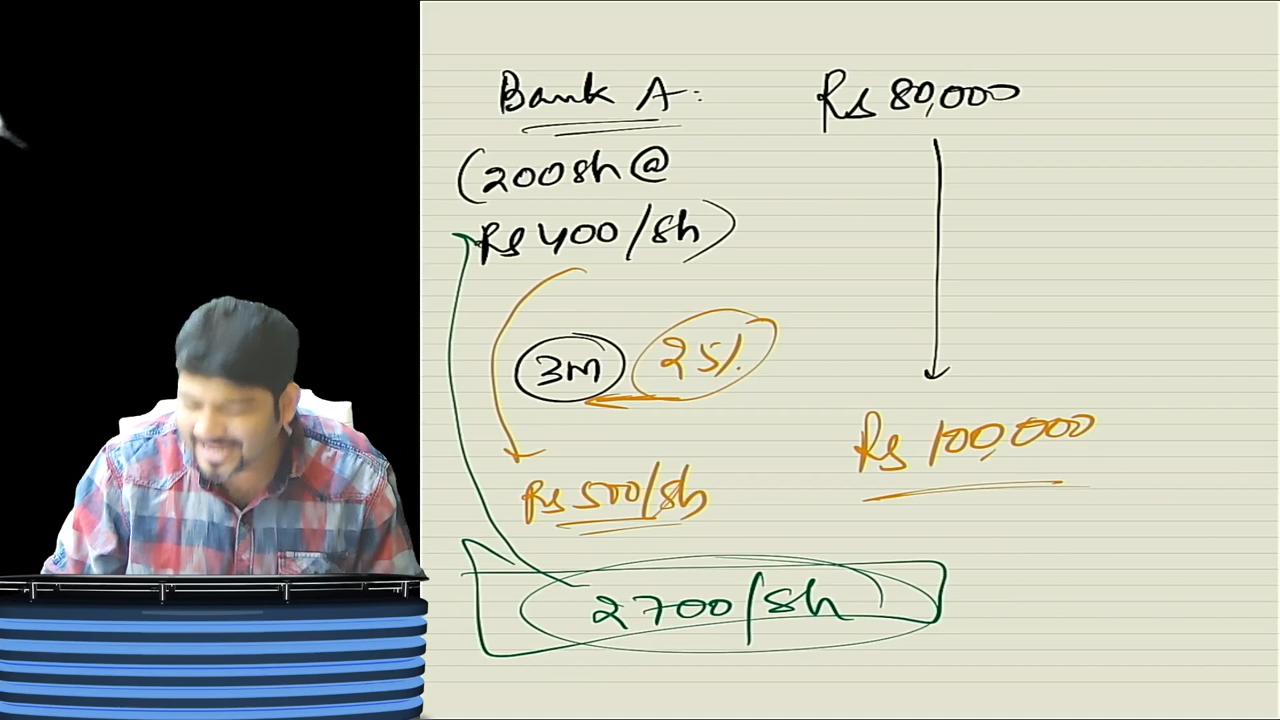 Bank A:
Rs 80,000
(200sh @
Rs 400/sh)
3m 25%
Rs 100,000
Rs 500/sh
2700/sh